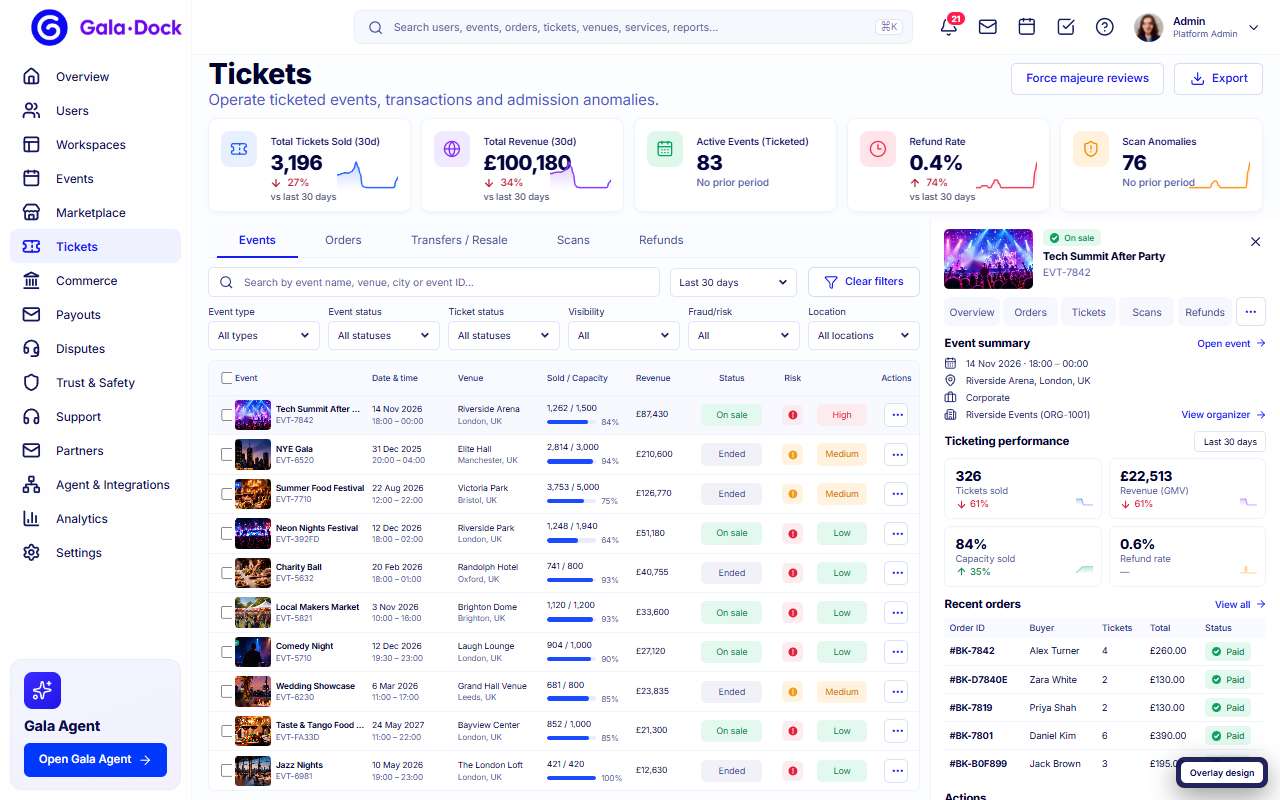 Gala·Dock
Search users, events, orders, tickets, venues, services, reports...
⌘K
21
Admin
Platform Admin
Overview
Users
Workspaces
Events
Marketplace
Tickets
Commerce
Payouts
Disputes
Trust & Safety
Support
Partners
Agent & Integrations
Analytics
Settings
Gala Agent
Open Gala Agent →
Tickets
Operate ticketed events, transactions and admission anomalies.
Force majeure reviews
Export
Total Tickets Sold (30d)
3,196
↓ 27%
vs last 30 days
Total Revenue (30d)
£100,180
↓ 34%
vs last 30 days
Active Events (Ticketed)
83
No prior period
Refund Rate
0.4%
↑ 74%
vs last 30 days
Scan Anomalies
76
No prior period
Events Orders Transfers / Resale Scans Refunds
Search by event name, venue, city or event ID...
Last 30 days
Clear filters
Event type Event status Ticket status Visibility Fraud/risk Location
All types All statuses All statuses All All All locations
Event Date & time Venue Sold / Capacity Revenue Status Risk Actions
Tech Summit After ... 14 Nov 2026 Riverside Arena 1,262 / 1,500 £87,430 On sale High
EVT-7842 18:00 – 00:00 London, UK 84%
NYE Gala 31 Dec 2025 Elite Hall 2,814 / 3,000 £210,600 Ended Medium
EVT-6520 20:00 – 04:00 Manchester, UK 94%
Summer Food Festival 22 Aug 2026 Victoria Park 3,753 / 5,000 £126,770 Ended Medium
EVT-7710 12:00 – 22:00 Bristol, UK 75%
Neon Nights Festival 12 Dec 2026 Riverside Park 1,248 / 1,940 £51,180 On sale Low
EVT-392FD 18:00 – 02:00 London, UK 64%
Charity Ball 20 Feb 2026 Randolph Hotel 741 / 800 £40,755 Ended Low
EVT-5632 18:00 – 01:00 Oxford, UK 93%
Local Makers Market 3 Nov 2026 Brighton Dome 1,120 / 1,200 £33,600 On sale Low
EVT-5821 10:00 – 16:00 Brighton, UK 93%
Comedy Night 12 Dec 2026 Laugh Lounge 904 / 1,000 £27,120 On sale Low
EVT-5710 19:30 – 23:00 London, UK 90%
Wedding Showcase 6 Mar 2026 Grand Hall Venue 681 / 800 £23,835 Ended Medium
EVT-6230 11:00 – 17:00 Leeds, UK 85%
Taste & Tango Food ... 24 May 2027 Bayview Center 852 / 1,000 £21,300 On sale Low
EVT-FA33D 11:00 – 22:00 London, UK 85%
Jazz Nights 10 May 2026 The London Loft 421 / 420 £12,630 Ended Low
EVT-6981 19:00 – 23:00 London, UK 100%
On sale
Tech Summit After Party
EVT-7842
Overview Orders Tickets Scans Refunds
Event summary Open event →
14 Nov 2026 · 18:00 – 00:00
Riverside Arena, London, UK
Corporate
Riverside Events (ORG-1001) View organizer →
Ticketing performance Last 30 days
326
Tickets sold
↓ 61%
£22,513
Revenue (GMV)
↓ 61%
84%
Capacity sold
↑ 35%
0.6%
Refund rate
—
Recent orders View all →
Order ID Buyer Tickets Total Status
#BK-7842 Alex Turner 4 £260.00 Paid
#BK-D7840E Zara White 2 £130.00 Paid
#BK-7819 Priya Shah 2 £130.00 Paid
#BK-7801 Daniel Kim 6 £390.00 Paid
#BK-B0F899 Jack Brown 3 £195.0
Overlay design
Actions